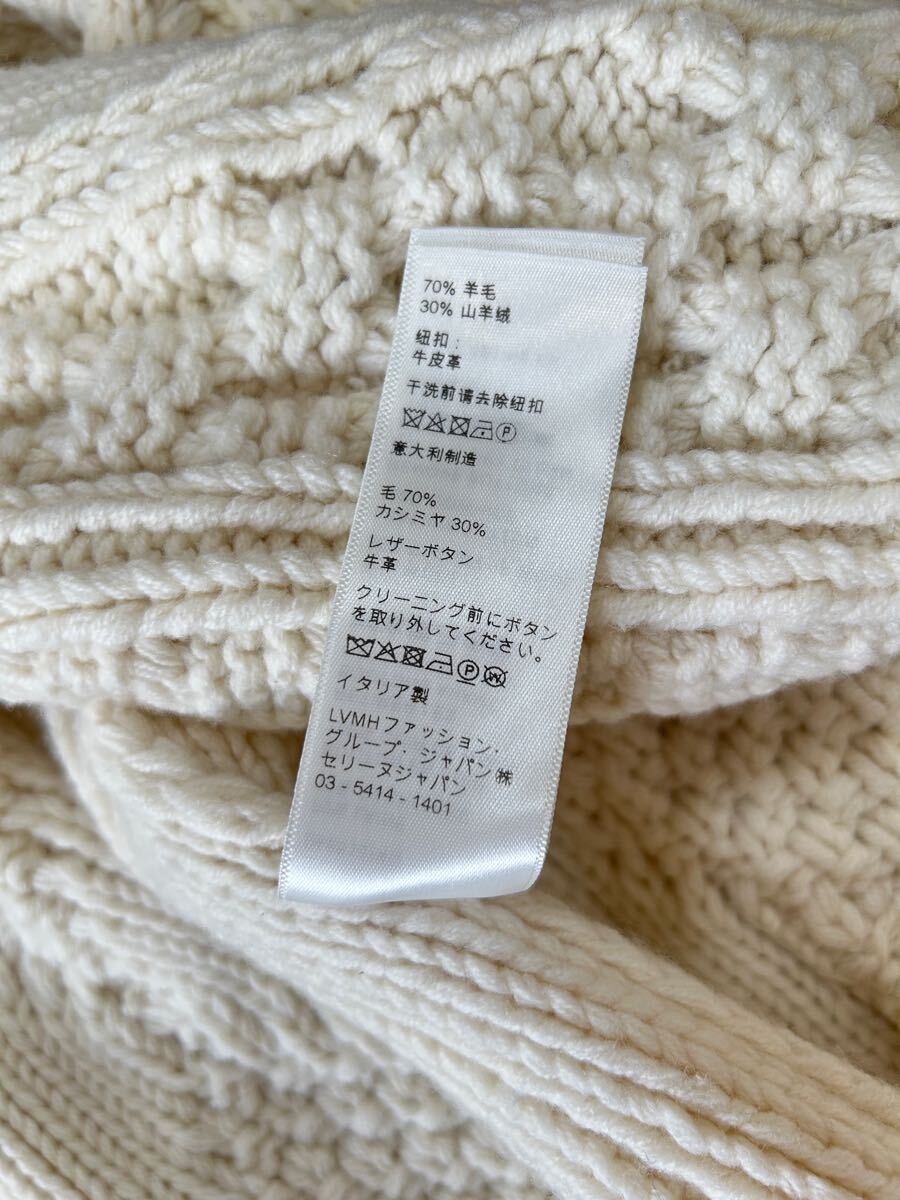 70% 羊毛
30% 山羊绒
纽扣：
牛皮革
干洗前请去除纽扣
P
意大利制造
毛 70%
カシミヤ 30%
レザーボタン
牛革
クリーニング前にボタン
を取り外してください。
P W
イタリア製
LVMHファッション・
グループ・ジャパン㈱
セリーヌジャパン
03 - 5414 - 1401